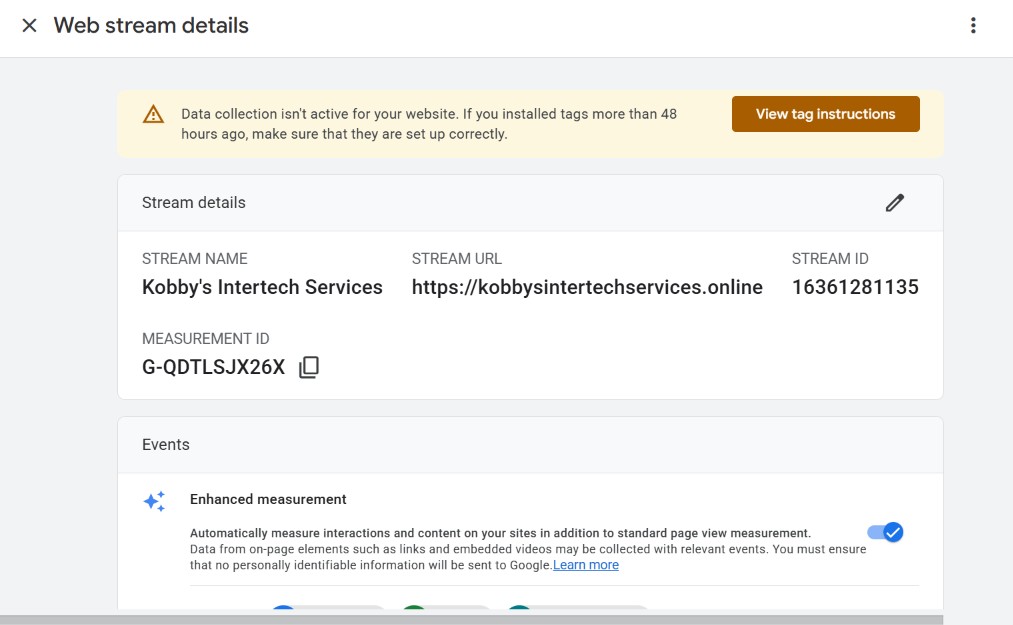 Web stream details
Data collection isn't active for your website. If you installed tags more than 48
hours ago, make sure that they are set up correctly.
View tag instructions
Stream details
STREAM NAME
Kobby's Intertech Services
STREAM URL
https://kobbysintertechservices.online
STREAM ID
16361281135
MEASUREMENT ID
G-QDTLSJX26X
Events
Enhanced measurement
Automatically measure interactions and content on your sites in addition to standard page view measurement.
Data from on-page elements such as links and embedded videos may be collected with relevant events. You must ensure
that no personally identifiable information will be sent to Google.Learn more